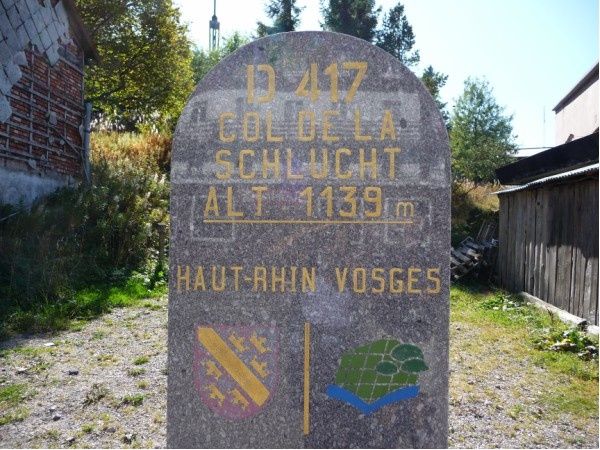 D 417
COL DE LA
SCHLUCHT
ALT 1139 m
HAUT-RHIN VOSGES